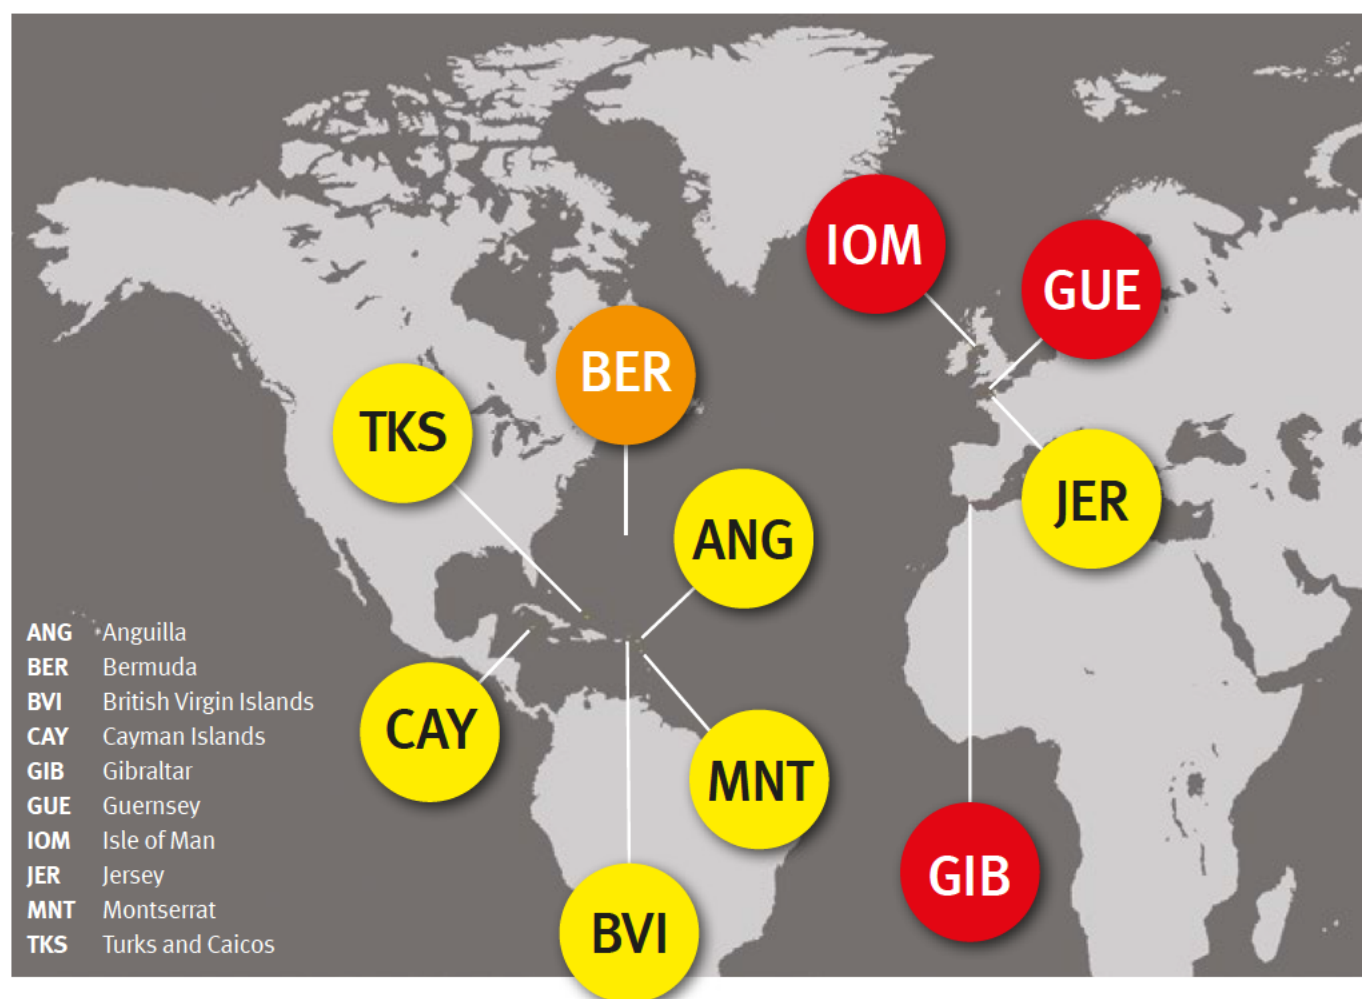 IOM
GUE
BER
TKS
JER
ANG
CAY
MNT
GIB
BVI
ANG Anguilla
BER Bermuda
BVI British Virgin Islands
CAY Cayman Islands
GIB Gibraltar
GUE Guernsey
IOM Isle of Man
JER Jersey
MNT Montserrat
TKS Turks and Caicos